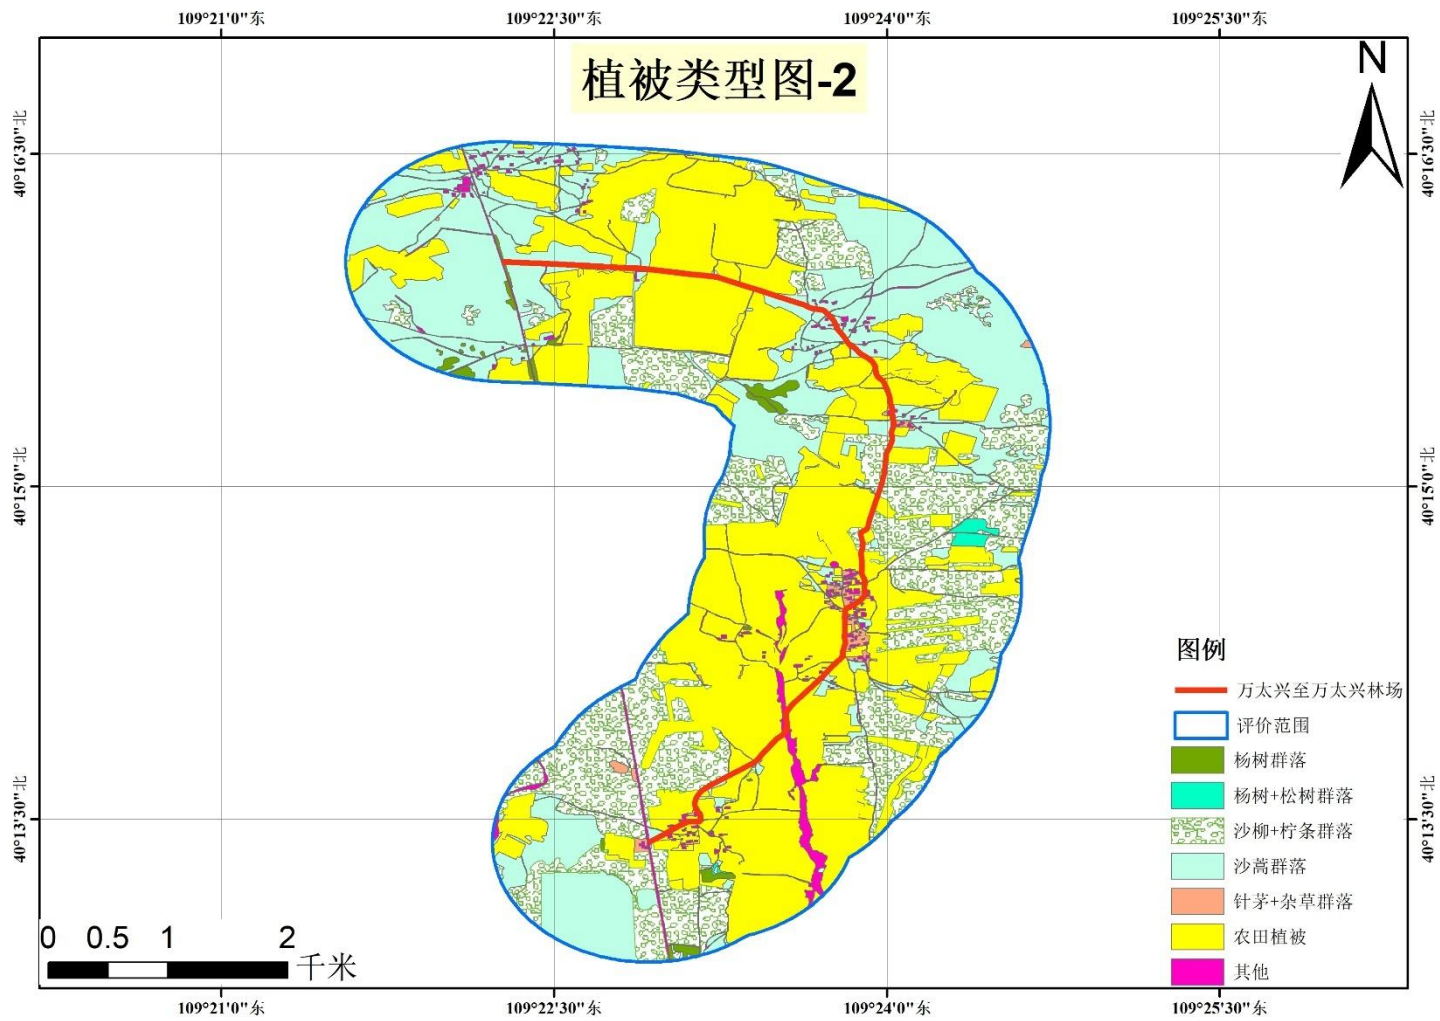 109°21'0"东
109°22'30"东
109°24'0"东
109°25'30"东
植被类型图-2
N
40°16'30"北
40°16'30"北
40°15'0"北
40°15'0"北
40°13'30"北
40°13'30"北
图例
万太兴至万太兴林场
评价范围
杨树群落
杨树+松树群落
沙柳+柠条群落
沙蒿群落
针茅+杂草群落
农田植被
其他
0 0.5 1 2
千米
109°21'0"东
109°22'30"东
109°24'0"东
109°25'30"东